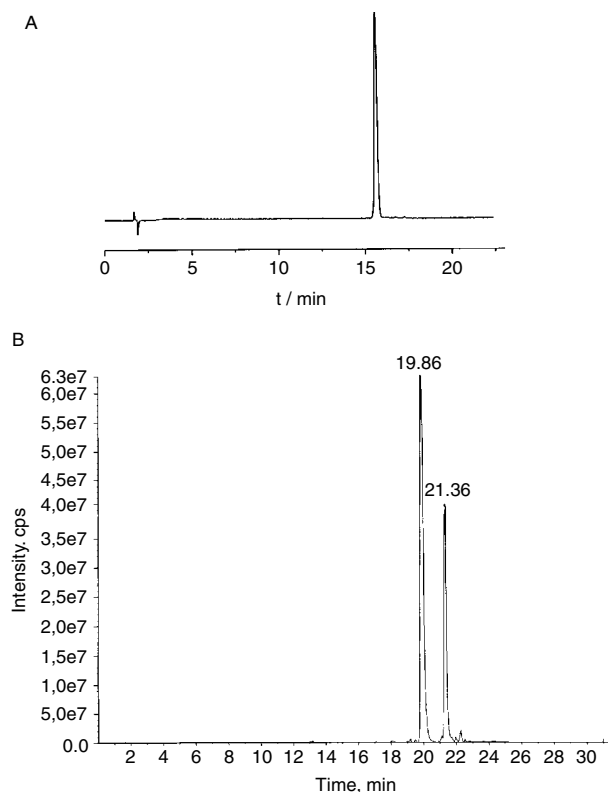 A
0 5 10 15 20
t / min
B
19.86
21.36
6.3e7
6,0e7
5,5e7
5,0e7
4,5e7
4,0e7
3.5e7
3,0e7
2,5e7
2,0e7
1,5e7
1,0e7
5,0e7
0.0
Intensity. cps
2 4 6 8 10 12 14 16 18 20 22 24 26 28 30
Time, min